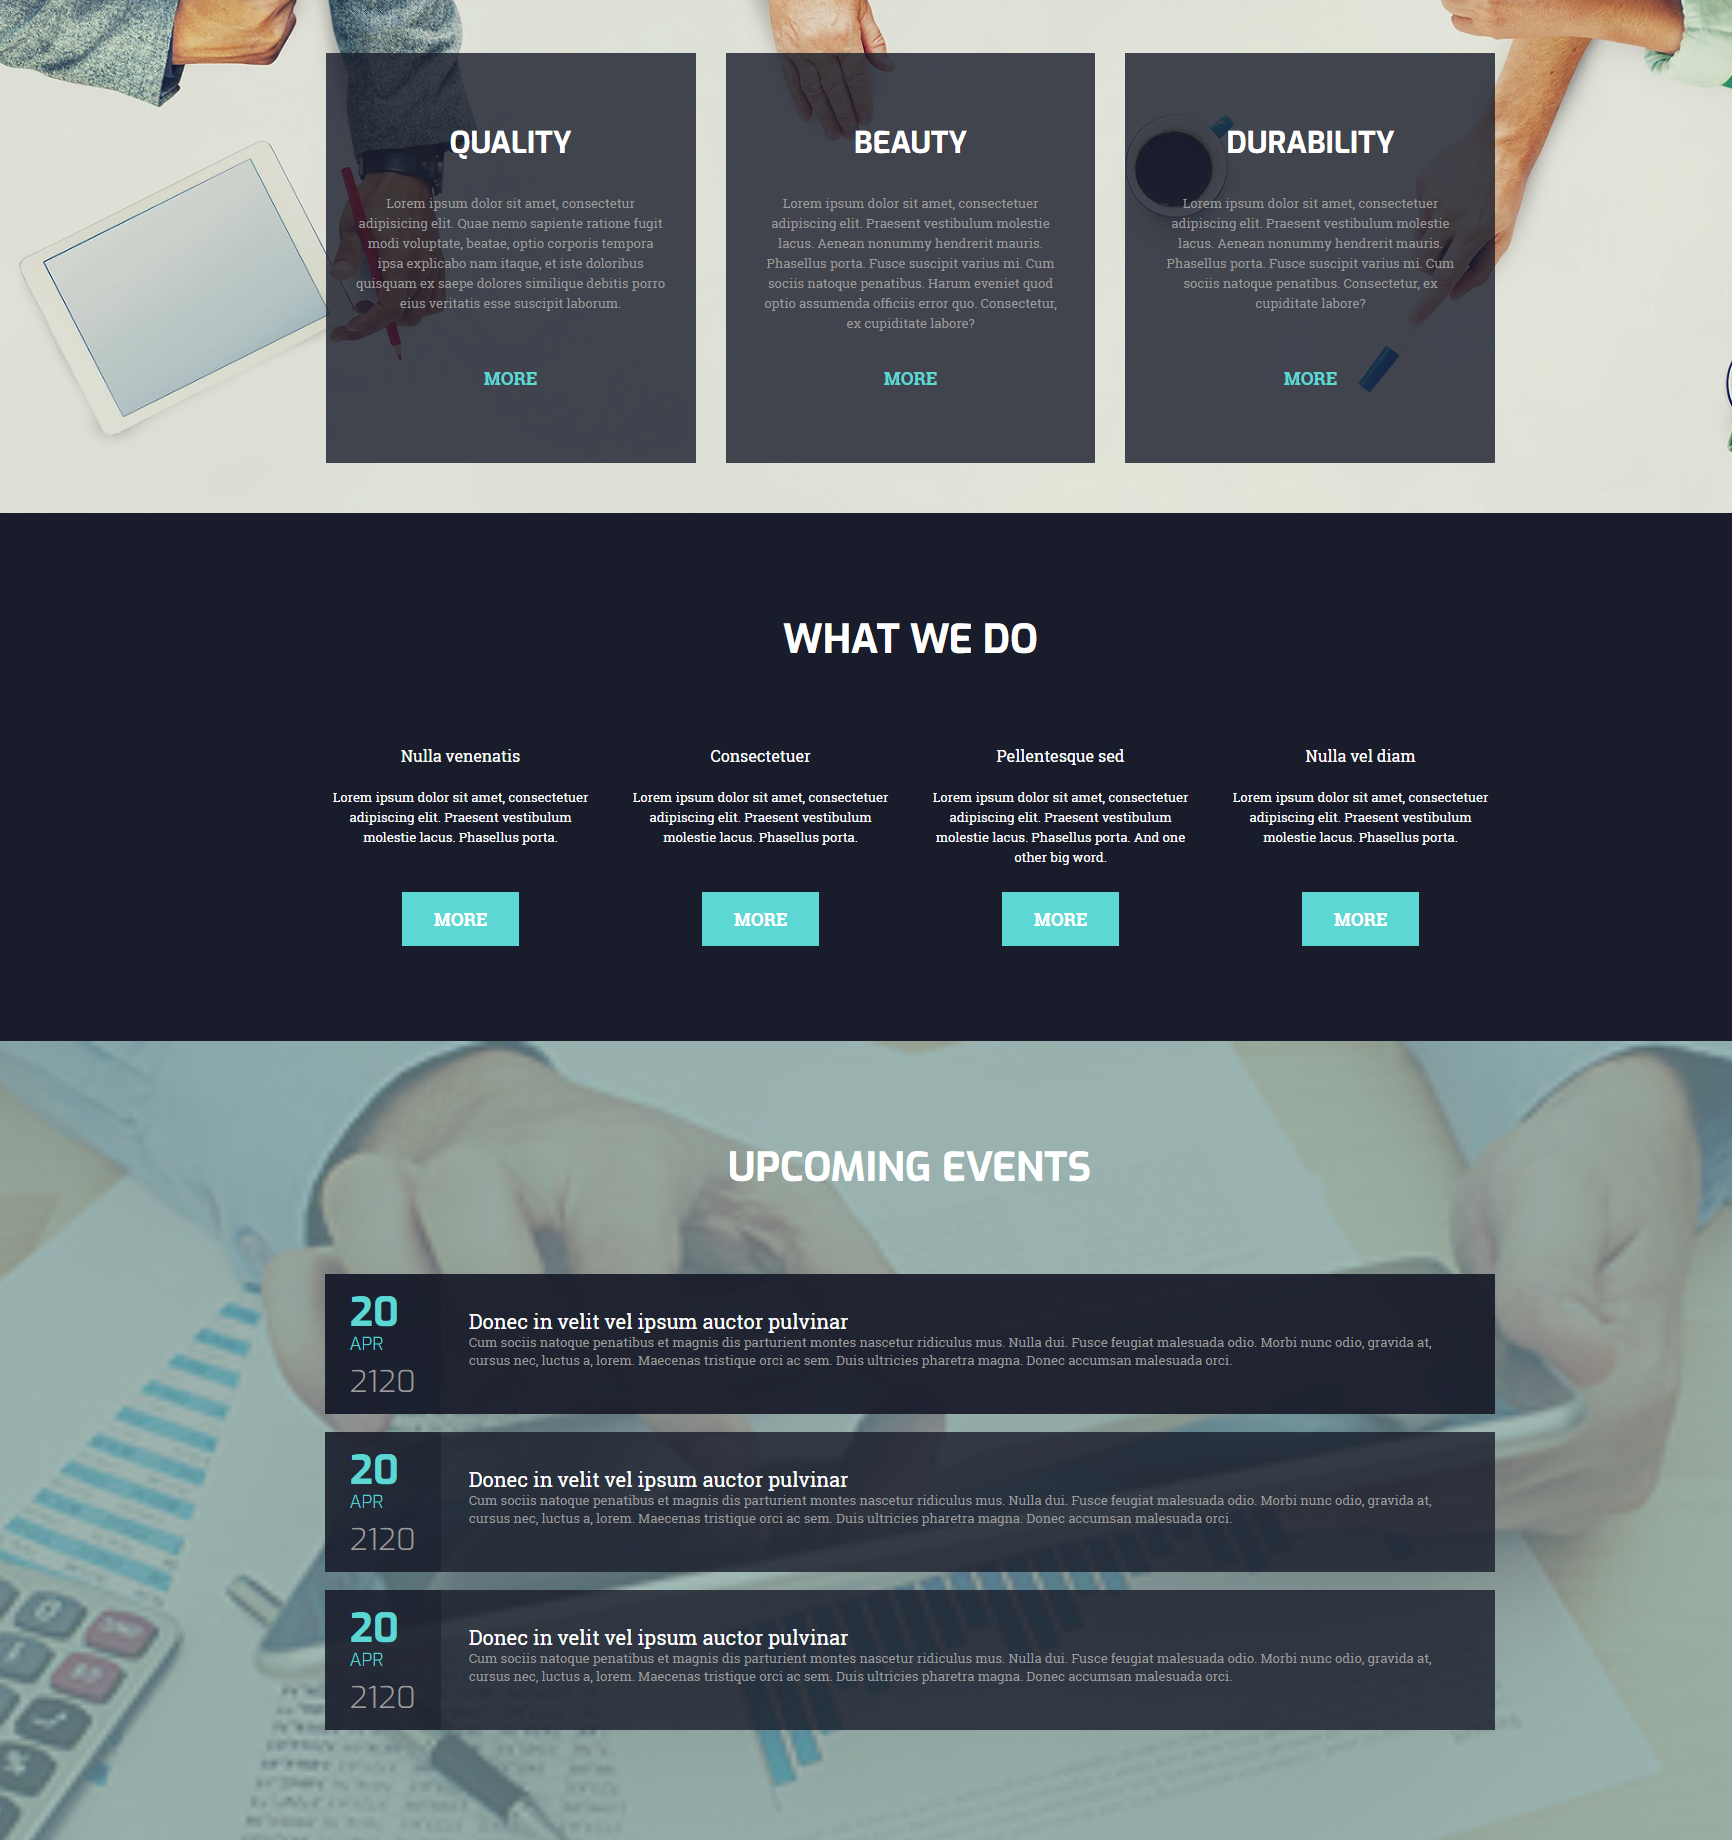 QUALITY
Lorem ipsum dolor sit amet, consectetur
adipisicing elit. Quae nemo sapiente ratione fugit
modi voluptate, beatae, optio corporis tempora
ipsa explicabo nam itaque, et iste doloribus
quisquam ex saepe dolores similique debitis porro
eius veritatis esse suscipit laborum.
MORE
BEAUTY
Lorem ipsum dolor sit amet, consectetuer
adipiscing elit. Praesent vestibulum molestie
lacus. Aenean nonummy hendrerit mauris.
Phasellus porta. Fusce suscipit varius mi. Cum
sociis natoque penatibus. Harum eveniet quod
optio assumenda officiis error quo. Consectetur,
ex cupiditate labore?
MORE
DURABILITY
Lorem ipsum dolor sit amet, consectetuer
adipiscing elit. Praesent vestibulum molestie
lacus. Aenean nonummy hendrerit mauris.
Phasellus porta. Fusce suscipit varius mi. Cum
sociis natoque penatibus. Consectetur, ex
cupiditate labore?
MORE
WHAT WE DO
Nulla venenatis
Lorem ipsum dolor sit amet, consectetuer
adipiscing elit. Praesent vestibulum
molestie lacus. Phasellus porta.
MORE
Consectetuer
Lorem ipsum dolor sit amet, consectetuer
adipiscing elit. Praesent vestibulum
molestie lacus. Phasellus porta.
MORE
Pellentesque sed
Lorem ipsum dolor sit amet, consectetuer
adipiscing elit. Praesent vestibulum
molestie lacus. Phasellus porta. And one
other big word.
MORE
Nulla vel diam
Lorem ipsum dolor sit amet, consectetuer
adipiscing elit. Praesent vestibulum
molestie lacus. Phasellus porta.
MORE
UPCOMING EVENTS
20
APR
2120
Donec in velit vel ipsum auctor pulvinar
Cum sociis natoque penatibus et magnis dis parturient montes nascetur ridiculus mus. Nulla dui. Fusce feugiat malesuada odio. Morbi nunc odio, gravida at,
cursus nec, luctus a, lorem. Maecenas tristique orci ac sem. Duis ultricies pharetra magna. Donec accumsan malesuada orci.
20
APR
2120
Donec in velit vel ipsum auctor pulvinar
Cum sociis natoque penatibus et magnis dis parturient montes nascetur ridiculus mus. Nulla dui. Fusce feugiat malesuada odio. Morbi nunc odio, gravida at,
cursus nec, luctus a, lorem. Maecenas tristique orci ac sem. Duis ultricies pharetra magna. Donec accumsan malesuada orci.
20
APR
2120
Donec in velit vel ipsum auctor pulvinar
Cum sociis natoque penatibus et magnis dis parturient montes nascetur ridiculus mus. Nulla dui. Fusce feugiat malesuada odio. Morbi nunc odio, gravida at,
cursus nec, luctus a, lorem. Maecenas tristique orci ac sem. Duis ultricies pharetra magna. Donec accumsan malesuada orci.